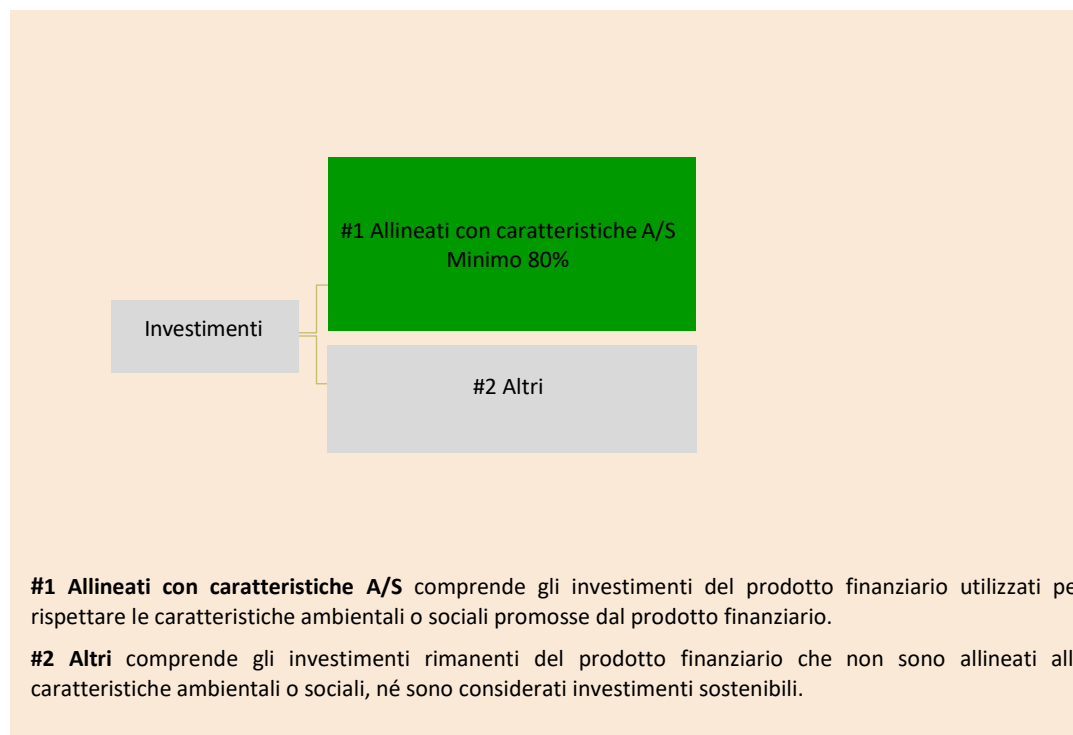 #1 Allineati con caratteristiche A/S
Minimo 80%
Investimenti
#2 Altri
#1 Allineati con caratteristiche A/S comprende gli investimenti del prodotto finanziario utilizzati pe
rispettare le caratteristiche ambientali o sociali promosse dal prodotto finanziario.
#2 Altri comprende gli investimenti rimanenti del prodotto finanziario che non sono allineati all
caratteristiche ambientali o sociali, né sono considerati investimenti sostenibili.